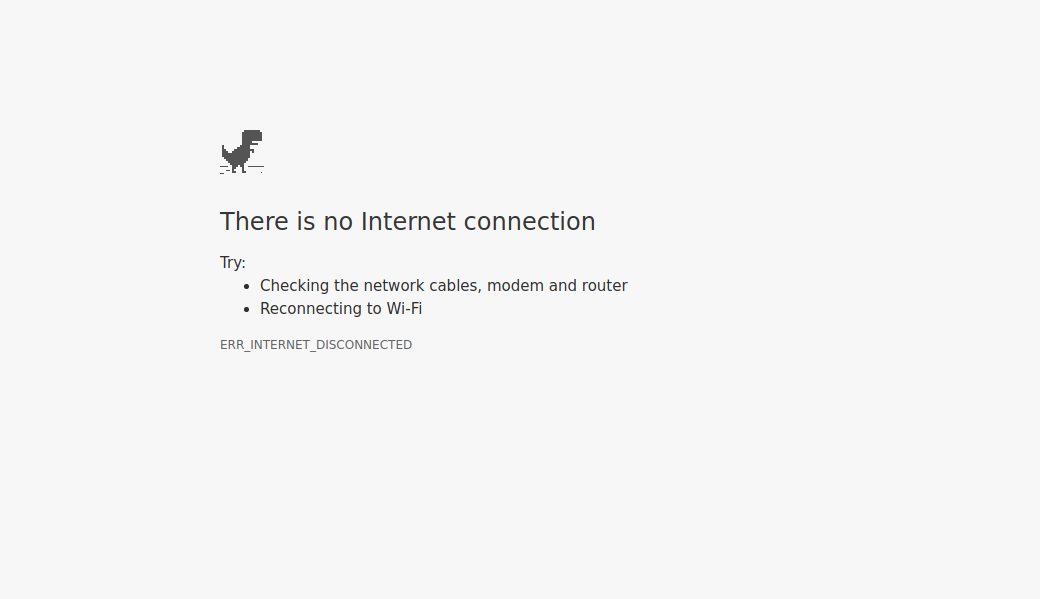 There is no Internet connection
Try:
Checking the network cables, modem and router
Reconnecting to Wi-Fi
ERR_INTERNET_DISCONNECTED